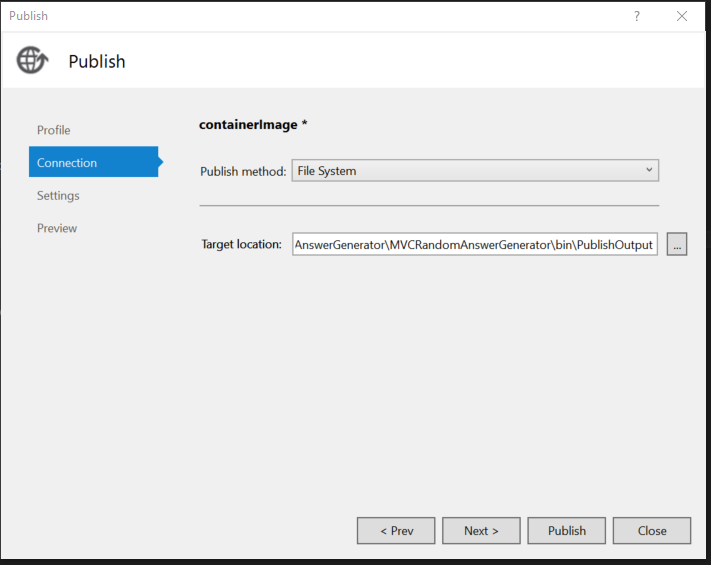 Publish
?
Publish
Profile
Connection
Settings
Preview
containerImage *
Publish method: File System
Target location: AnswerGenerator\MVCRandomAnswerGenerator\bin\PublishOutput ...
< Prev Next > Publish Close